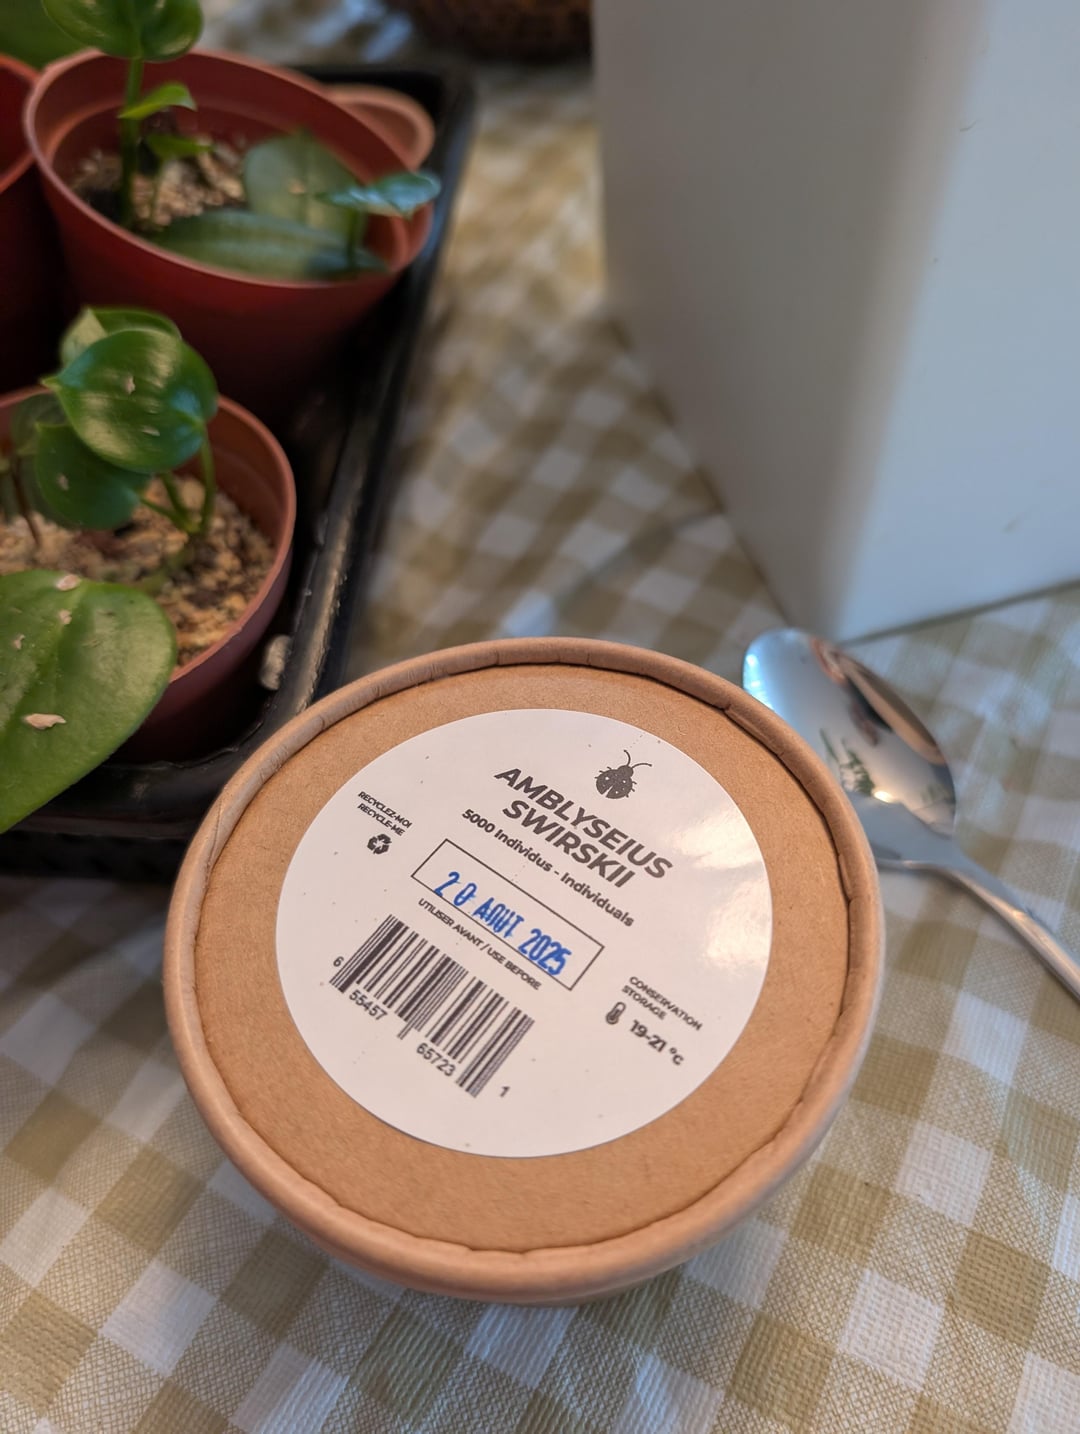 AMBLYSEIUS
SWIRSKII
5000 Individus - Individuals
RECYCLEZ-MOI
RECYCLE-ME
20 AOUT 2025
UTILISER AVANT / USE BEFORE
6 55457 65723 1
CONSERVATION
STORAGE
19-21 °c